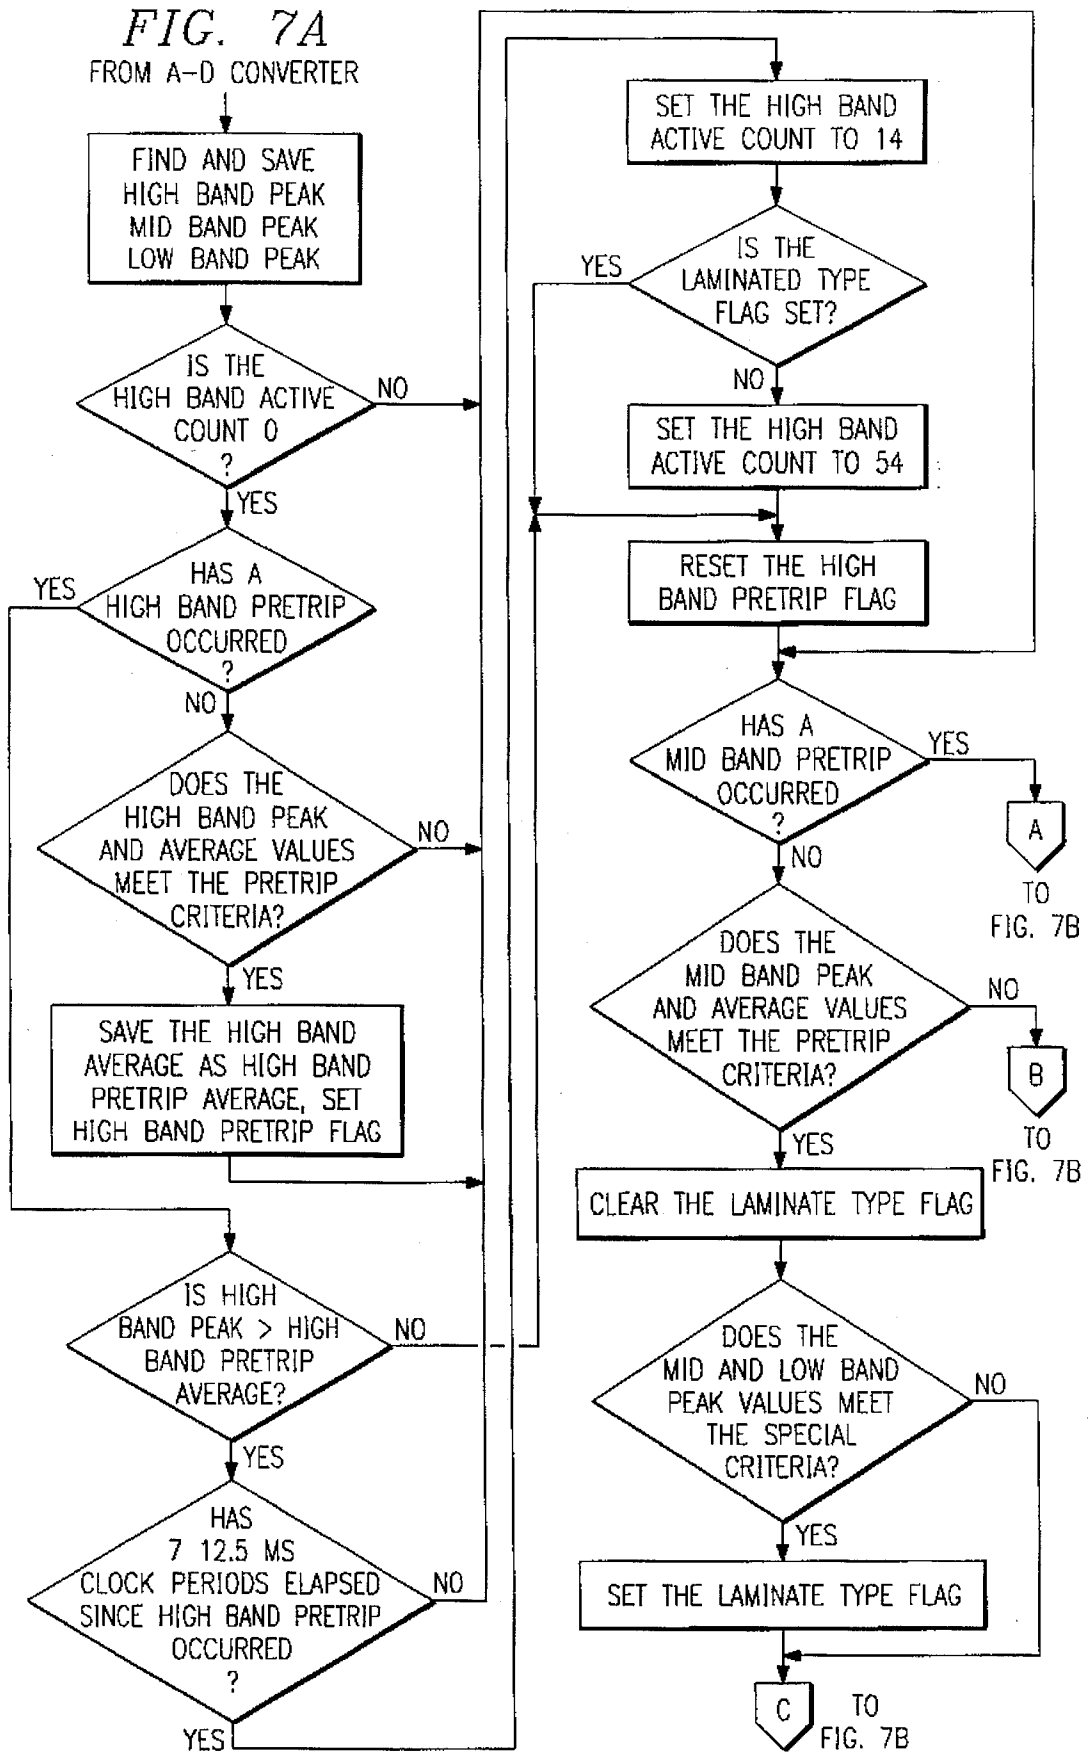 FIG. 7A
FROM A-D CONVERTER
FIND AND SAVE
HIGH BAND PEAK
MID BAND PEAK
LOW BAND PEAK
IS THE
HIGH BAND ACTIVE
COUNT 0
?
NO
YES
HAS A
HIGH BAND PRETRIP
OCCURRED
?
YES
NO
DOES THE
HIGH BAND PEAK
AND AVERAGE VALUES
MEET THE PRETRIP
CRITERIA?
NO
YES
SAVE THE HIGH BAND
AVERAGE AS HIGH BAND
PRETRIP AVERAGE, SET
HIGH BAND PRETRIP FLAG
IS HIGH
BAND PEAK > HIGH
BAND PRETRIP
AVERAGE?
NO
YES
HAS
7 12.5 MS
CLOCK PERIODS ELAPSED
SINCE HIGH BAND PRETRIP
OCCURRED
?
NO
YES
SET THE HIGH BAND
ACTIVE COUNT TO 14
IS THE
LAMINATED TYPE
FLAG SET?
YES
NO
SET THE HIGH BAND
ACTIVE COUNT TO 54
RESET THE HIGH
BAND PRETRIP FLAG
HAS A
MID BAND PRETRIP
OCCURRED
?
YES
A
TO
FIG. 7B
NO
DOES THE
MID BAND PEAK
AND AVERAGE VALUES
MEET THE PRETRIP
CRITERIA?
NO
B
TO
FIG. 7B
YES
CLEAR THE LAMINATE TYPE FLAG
DOES THE
MID AND LOW BAND
PEAK VALUES MEET
THE SPECIAL
CRITERIA?
NO
YES
SET THE LAMINATE TYPE FLAG
C
TO
FIG. 7B